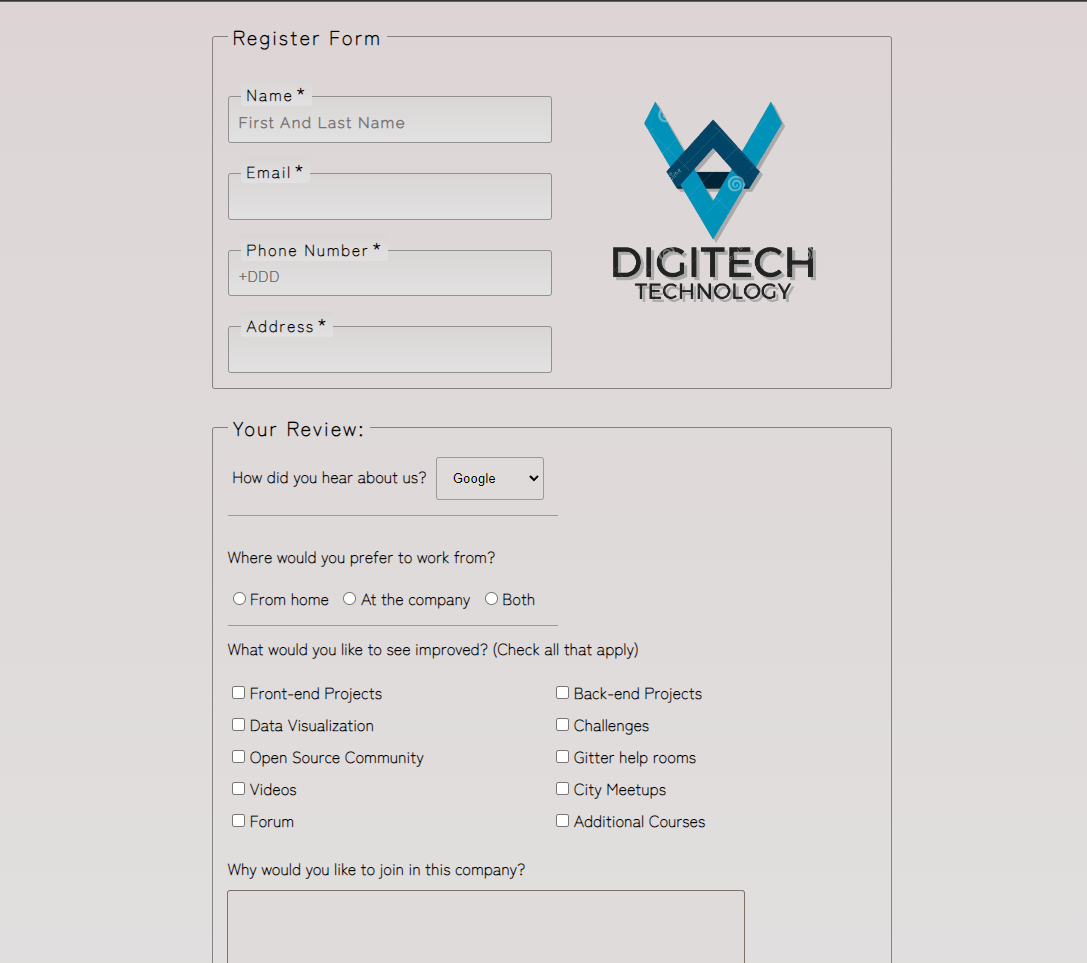 Register Form
Name *
First And Last Name
Email *
Phone Number *
+DDD
Address *
DIGITECH
TECHNOLOGY
Your Review:
How did you hear about us? Google
Where would you prefer to work from?
From home At the company Both
What would you like to see improved? (Check all that apply)
Front-end Projects Back-end Projects
Data Visualization Challenges
Open Source Community Gitter help rooms
Videos City Meetups
Forum Additional Courses
Why would you like to join in this company?